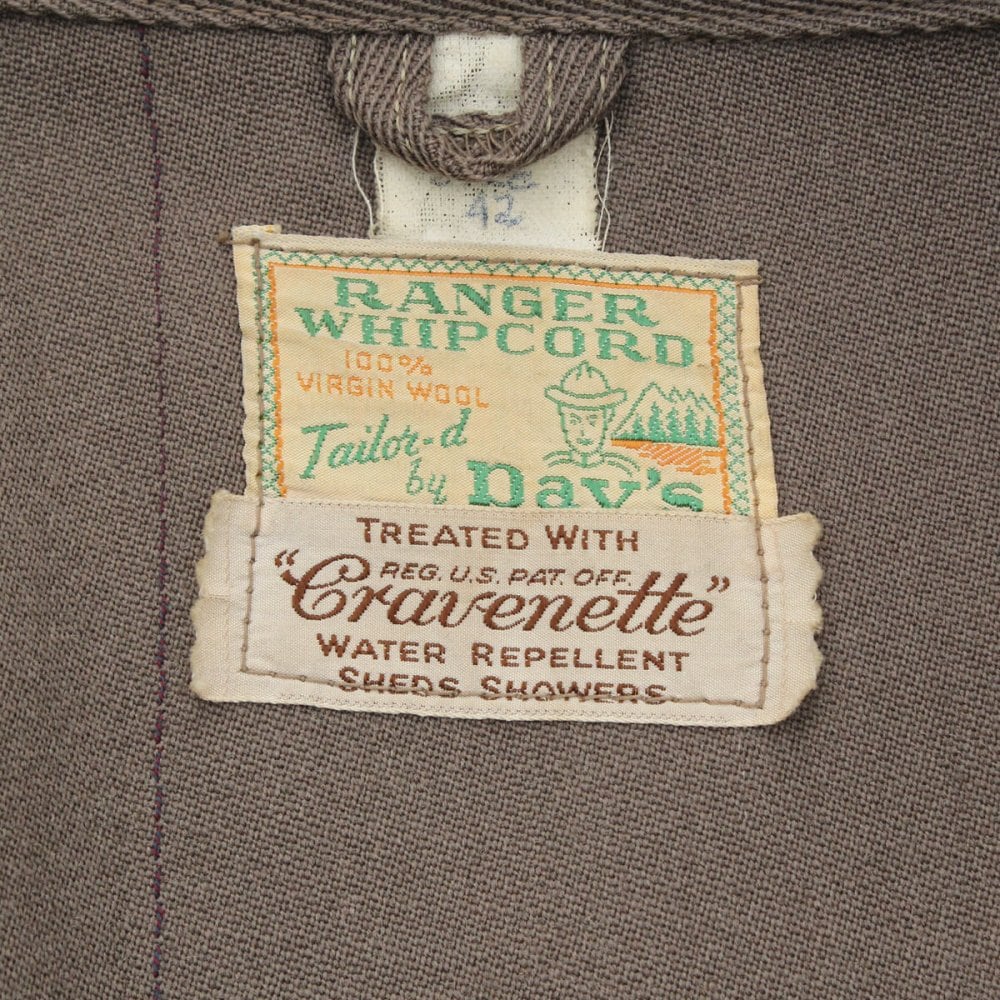 42
RANGER
WHIPCORD
100%
VIRGIN WOOL
Tailor-d
by Day's
TREATED WITH
REG. U.S. PAT. OFF.
"Cravenette"
WATER REPELLENT
SHEDS SHOWERS